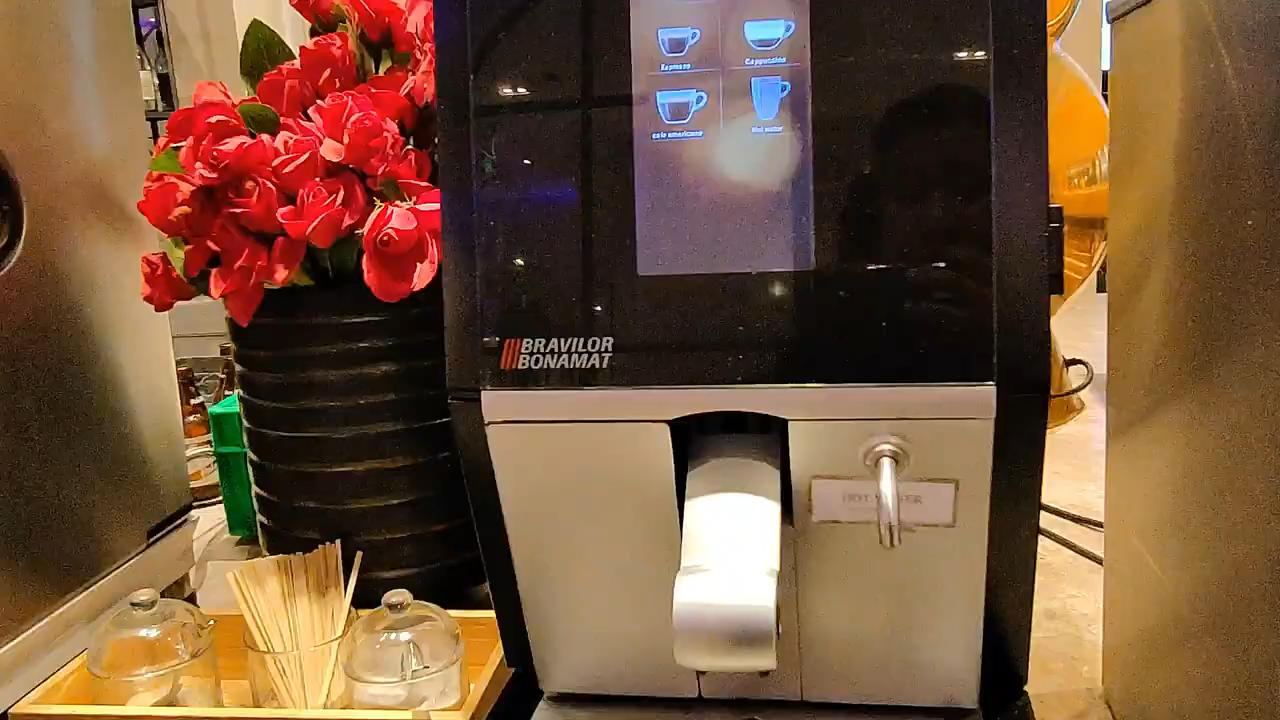 Espresso
Cappuccino
Cafe americano
Hot water
BRAVILOR
BONAMAT
HOT WATER